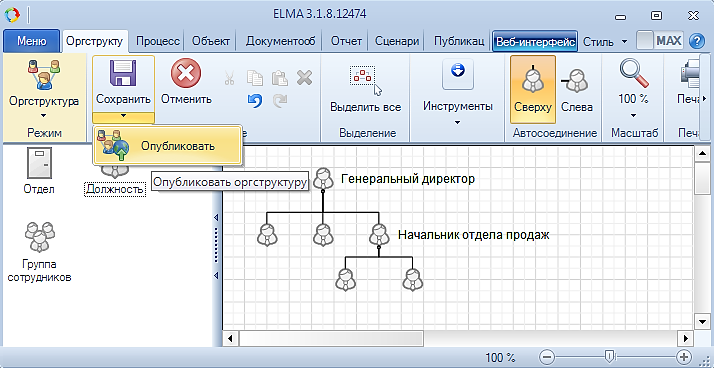 ELMA 3.1.8.12474
Меню Оргструкту Процесс Объект Документооб Отчет Сценари Публикац Веб-интерфейс Стиль MAX ?
Оргструктура Сохранить Отменить Выделить все Инструменты Сверху Слева 100 % Печа
Режим е Выделение Автосоединение Масштаб Печа
Опубликовать
Опубликовать оргструктуру
Отдел Должность
Группа
сотрудников
Генеральный директор
Начальник отдела продаж
100 %